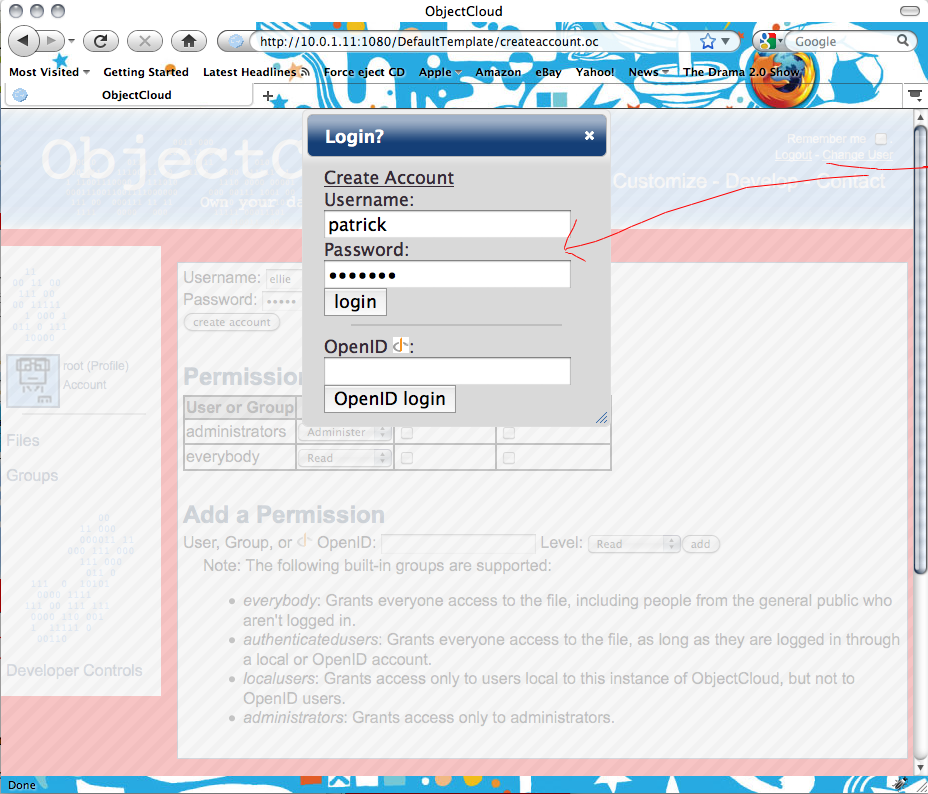 ObjectCloud
http://10.0.1.11:1080/DefaultTemplate/createaccount.oc
Google
Most Visited Getting Started Latest Headlines Force eject CD Apple Amazon eBay Yahoo! News The Drama 2.0 Show
ObjectCloud
Login?
Remember me
Logout - Change User
ObjectC
Own your da
Customize - Develop - Contact
Create Account
Username:
patrick
Password:
login
OpenID :
OpenID login
Username: ellie
Password:
create account
root (Profile)
Account
Files
Groups
Developer Controls
Permission
User or Group
administrators Administer
everybody Read
Add a Permission
User, Group, or OpenID: Level: Read add
Note: The following built-in groups are supported:
• everybody: Grants everyone access to the file, including people from the general public who
aren't logged in.
• authenticatedusers: Grants everyone access to the file, as long as they are logged in through
a local or OpenID account.
• localusers: Grants access only to users local to this instance of ObjectCloud, but not to
OpenID users.
• administrators: Grants access only to administrators.
Done